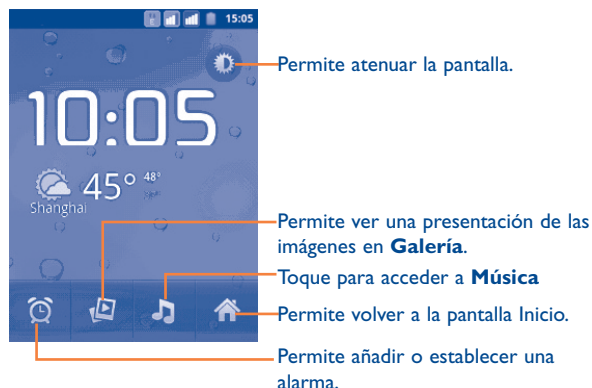 15:05
Permite atenuar la pantalla.
10:05
45° 48°
Shanghai
Permite ver una presentación de las
imágenes en Galería.
Toque para acceder a Música
Permite volver a la pantalla Inicio.
Permite añadir o establecer una
alarma.